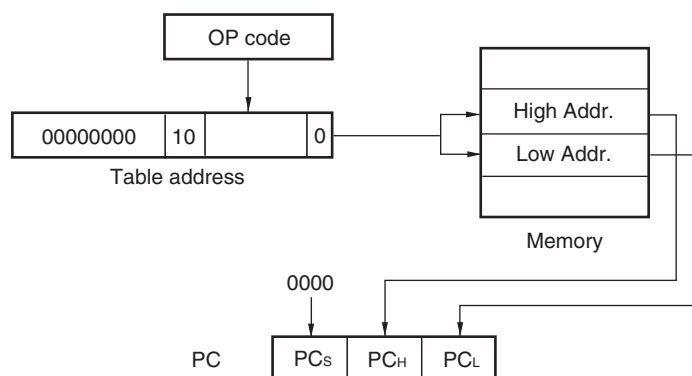 OP code
00000000 10 0
Table address
High Addr.
Low Addr.
Memory
0000
PC PCS PCH PCL